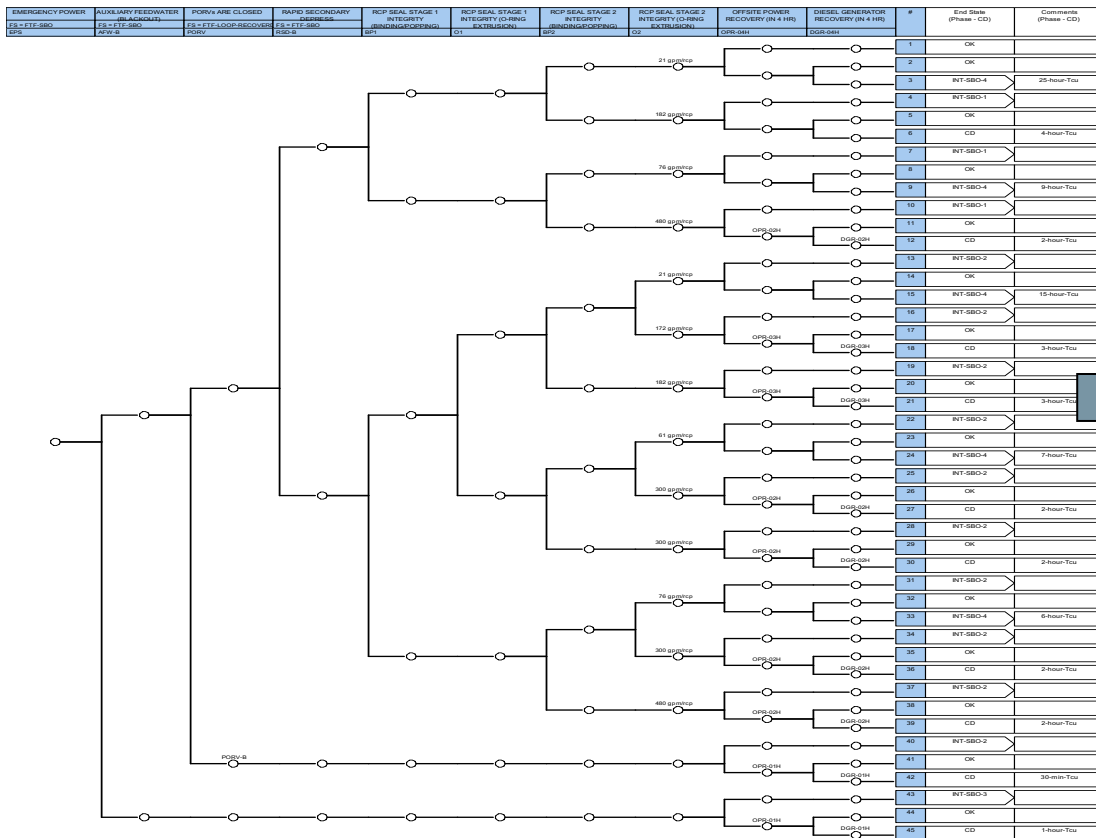 EMERGENCY POWER
FS = FTF-SBO
EPS
AUXILIARY FEEDWATER
(BLACKOUT)
FS = FTF-SBO
AFW-B
PORVs ARE CLOSED
FS = FTF-LOOP-RECOVERS
PORV
RAPID SECONDARY
DEPRESS
FS = FTF-SBO
RSD-B
RCP SEAL STAGE 1
INTEGRITY
(BINDING/POPPING)
BP1
RCP SEAL STAGE 1
INTEGRITY (O-RING
EXTRUSION)
O1
RCP SEAL STAGE 2
INTEGRITY
(BINDING/POPPING)
BP2
RCP SEAL STAGE 2
INTEGRITY (O-RING
EXTRUSION)
O2
OFFSITE POWER
RECOVERY (IN 4 HR)
OPR-04H
DIESEL GENERATOR
RECOVERY (IN 4 HR)
DGR-04H
#
End State
(Phase - CD)
Comments
(Phase - CD)
1 OK
21 gpm/rcp 2 OK
3 INT-SBO-4 25-hour-Tcu
4 INT-SBO-1
182 gpm/rcp 5 OK
6 CD 4-hour-Tcu
7 INT-SBO-1
76 gpm/rcp 8 OK
9 INT-SBO-4 9-hour-Tcu
10 INT-SBO-1
480 gpm/rcp OPR-02H 11 OK
DGR-02H 12 CD 2-hour-Tcu
13 INT-SBO-2
21 gpm/rcp 14 OK
15 INT-SBO-4 15-hour-Tcu
16 INT-SBO-2
172 gpm/rcp OPR-03H 17 OK
DGR-03H 18 CD 3-hour-Tcu
19 INT-SBO-2
182 gpm/rcp OPR-03H 20 OK
DGR-03H 21 CD 3-hour-Tcu
22 INT-SBO-2
61 gpm/rcp 23 OK
24 INT-SBO-4 7-hour-Tcu
25 INT-SBO-2
300 gpm/rcp OPR-02H 26 OK
DGR-02H 27 CD 2-hour-Tcu
28 INT-SBO-2
300 gpm/rcp OPR-02H 29 OK
DGR-02H 30 CD 2-hour-Tcu
31 INT-SBO-2
76 gpm/rcp 32 OK
33 INT-SBO-4 6-hour-Tcu
34 INT-SBO-2
300 gpm/rcp OPR-02H 35 OK
DGR-02H 36 CD 2-hour-Tcu
37 INT-SBO-2
480 gpm/rcp OPR-02H 38 OK
DGR-02H 39 CD 2-hour-Tcu
40 INT-SBO-2
PORV-B OPR-01H 41 OK
DGR-01H 42 CD 30-min-Tcu
43 INT-SBO-3
OPR-01H 44 OK
DGR-01H 45 CD 1-hour-Tcu